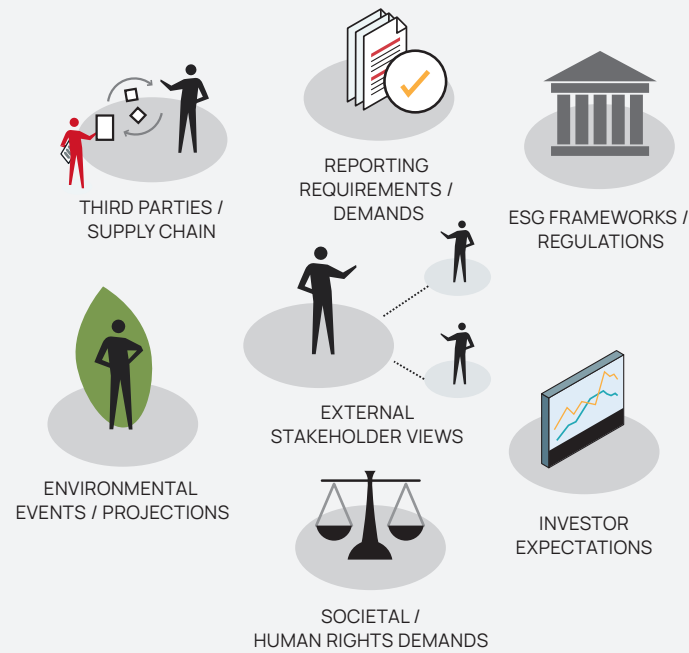 THIRD PARTIES /
SUPPLY CHAIN
REPORTING
REQUIREMENTS /
DEMANDS
ESG FRAMEWORKS /
REGULATIONS
EXTERNAL
STAKEHOLDER VIEWS
ENVIRONMENTAL
EVENTS / PROJECTIONS
INVESTOR
EXPECTATIONS
SOCIETAL /
HUMAN RIGHTS DEMANDS